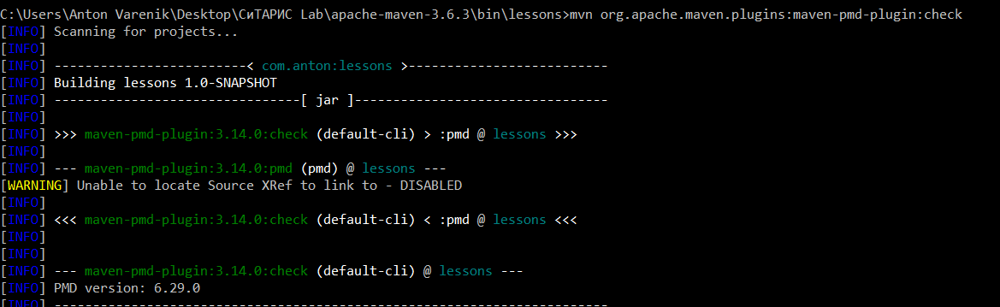 C:\Users\Anton Varenik\Desktop\СиТАРИС Lab\apache-maven-3.6.3\bin\lessons>mvn org.apache.maven.plugins:maven-pmd-plugin:check
[INFO] Scanning for projects...
[INFO]
[INFO] -------------------------< com.anton:lessons >--------------------------
[INFO] Building lessons 1.0-SNAPSHOT
[INFO] --------------------------------[ jar ]---------------------------------
[INFO]
[INFO] >>> maven-pmd-plugin:3.14.0:check (default-cli) > :pmd @ lessons >>>
[INFO]
[INFO] --- maven-pmd-plugin:3.14.0:pmd (pmd) @ lessons ---
[WARNING] Unable to locate Source XRef to link to - DISABLED
[INFO]
[INFO] <<< maven-pmd-plugin:3.14.0:check (default-cli) < :pmd @ lessons <<<
[INFO]
[INFO]
[INFO] --- maven-pmd-plugin:3.14.0:check (default-cli) @ lessons ---
[INFO] PMD version: 6.29.0
[INFO] ------------------------------------------------------------------------